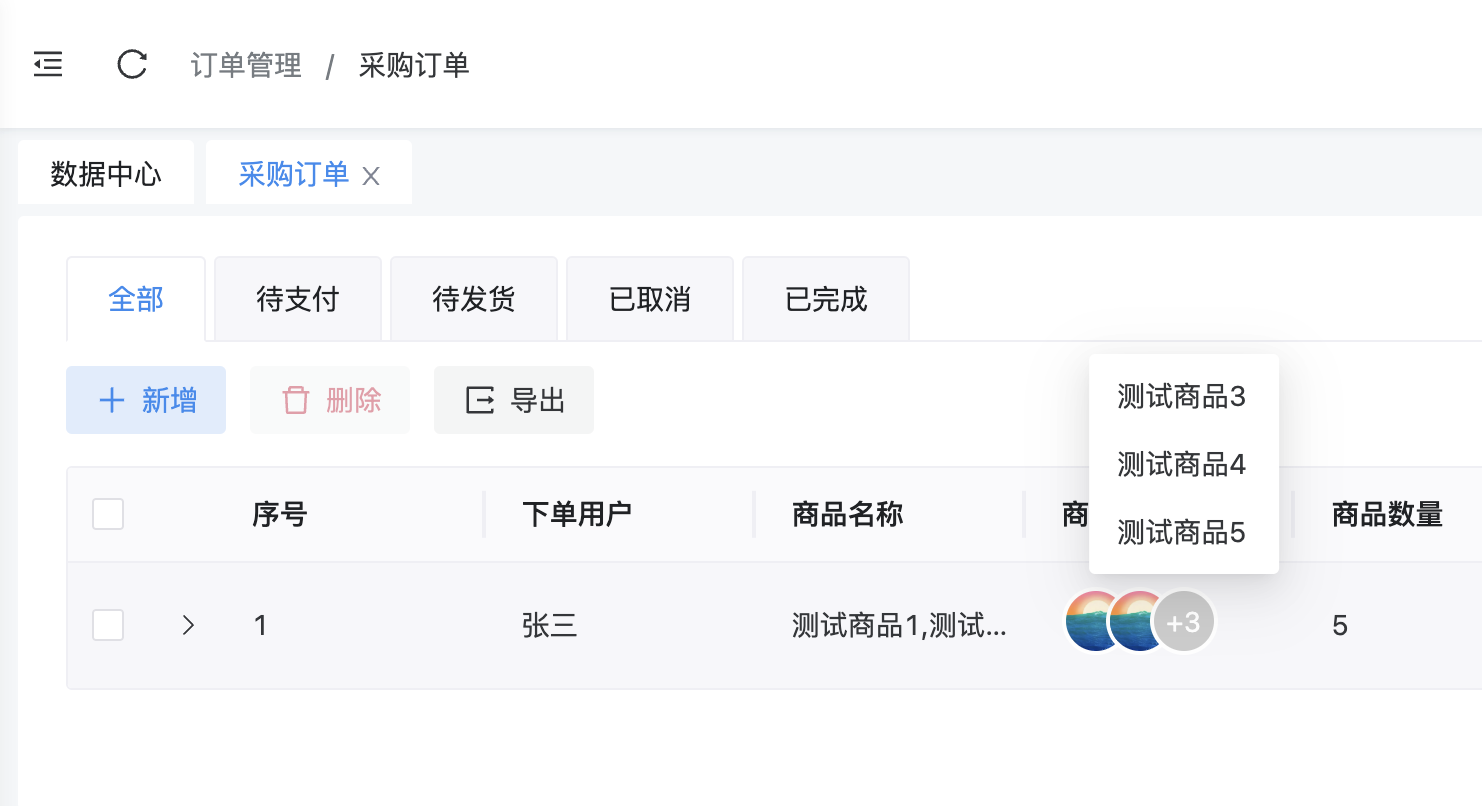 订单管理 / 采购订单
数据中心 采购订单 X
全部 待支付 待发货 已取消 已完成
新增 删除 导出
测试商品3
测试商品4
测试商品5
序号 下单用户 商品名称 商 商品数量
1 张三 测试商品1,测试... +3 5